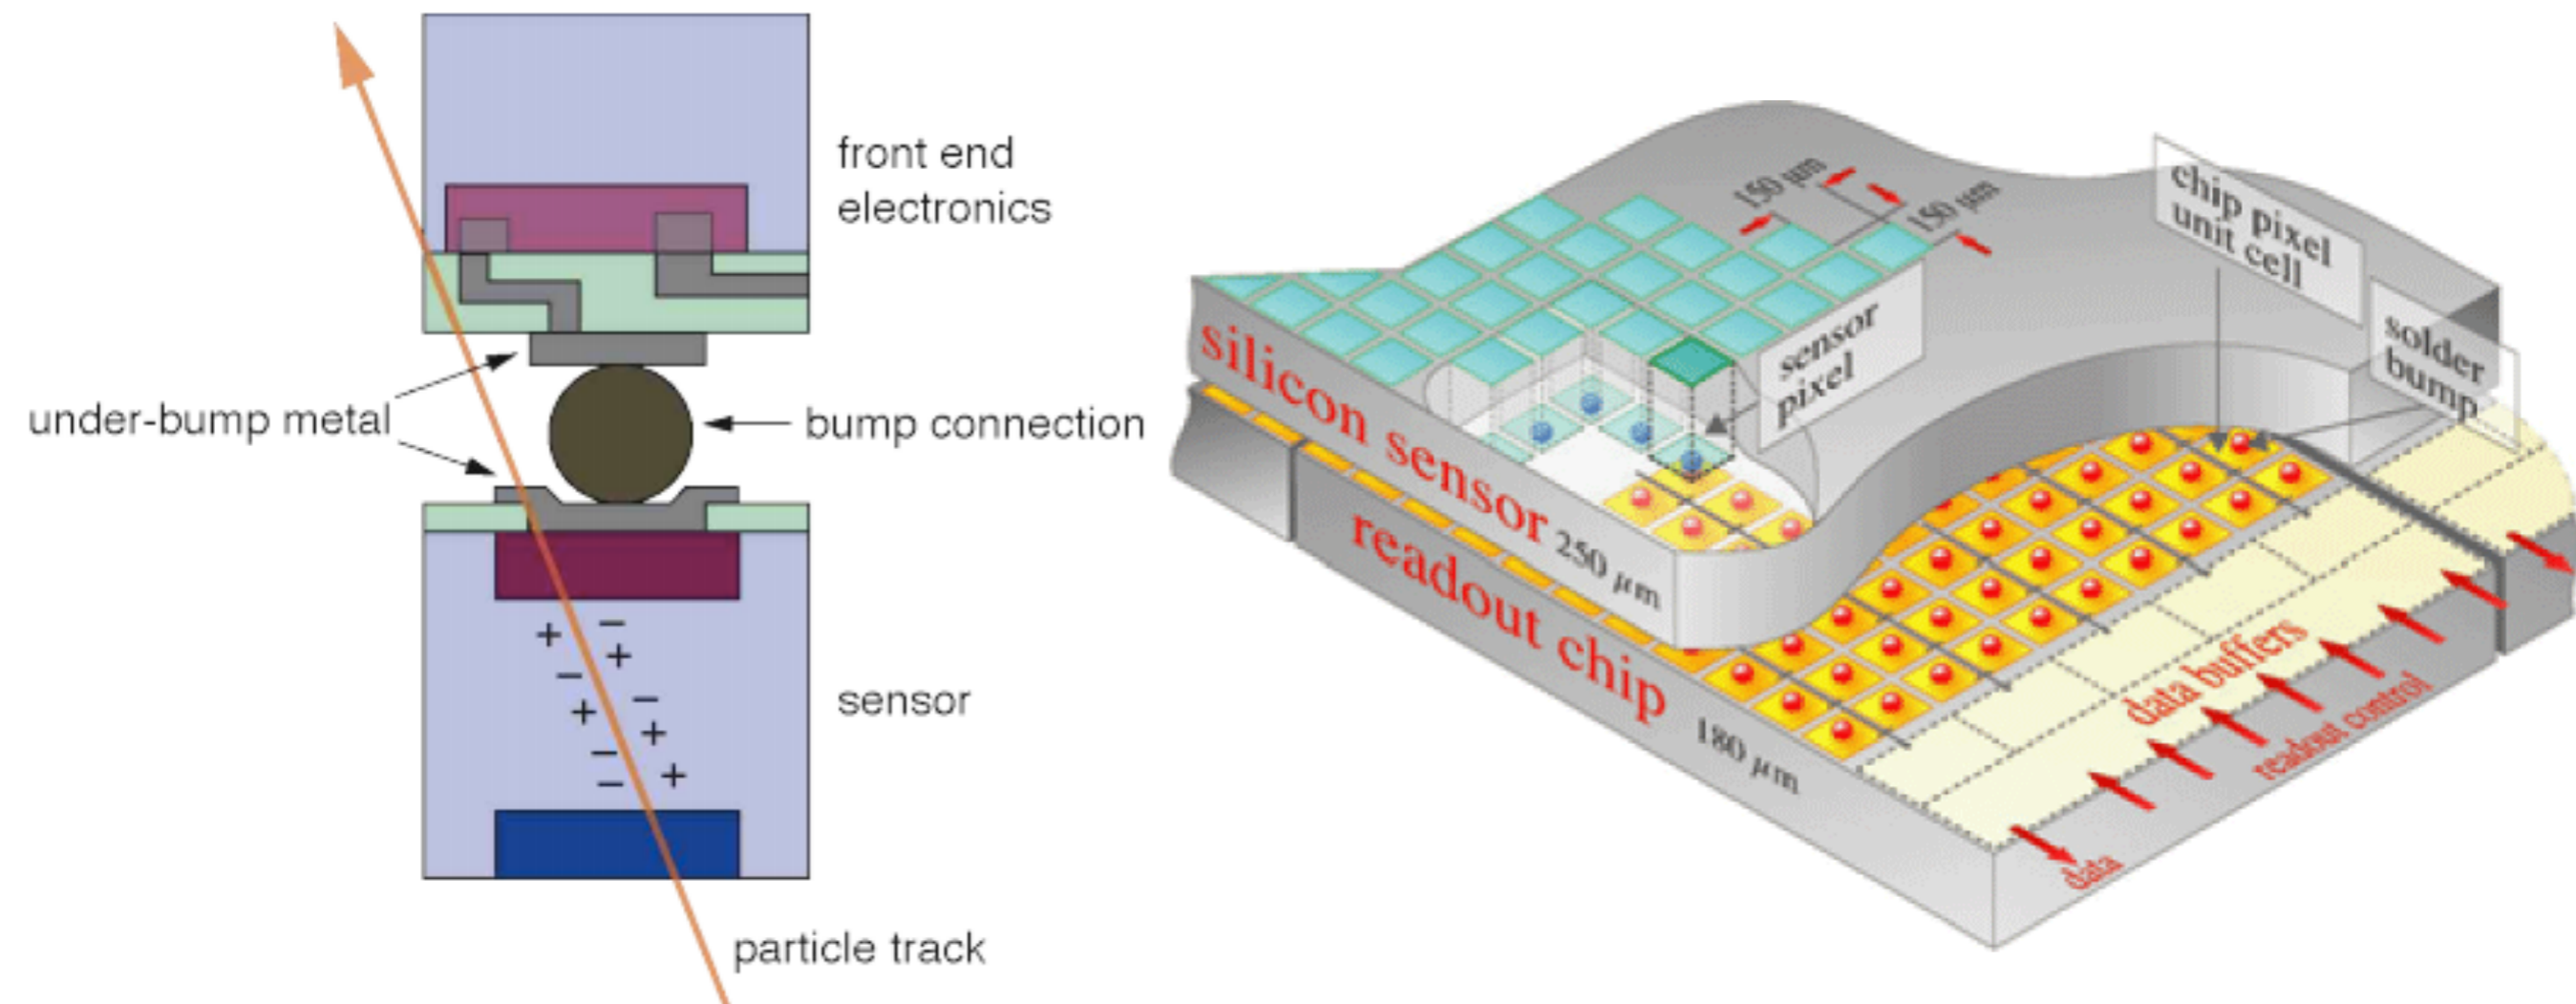 front end
electronics
under-bump metal
bump connection
sensor
particle track
150 µm
150 µm
chip pixel
unit cell
solder
bump
sensor
pixel
silicon sensor 250 µm
readout chip 180 µm
data buffers
readout control
data
+ −
+
−
−
+
+
−
− +